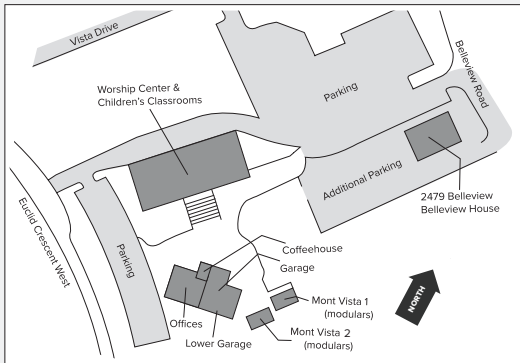 Vista Drive
Belleview Road
Worship Center &
Children's Classrooms
Parking
Additional Parking
2479 Belleview
Belleview House
Euclid Crescent West
Parking
Coffeehouse
Garage
Mont Vista 1
(modulars)
Offices
Lower Garage
Mont Vista 2
(modulars)
NORTH